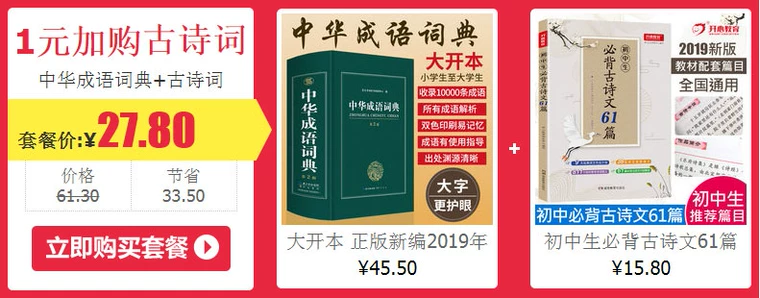 1元加购古诗词
中华成语词典+古诗词
套餐价:¥27.80
价格
61.30
节省
33.50
立即购买套餐
中华成语词典
大开本
小学生至大学生
收录10000条成语
所有成语解析
双色印刷易记忆
成语有使用指导
出处渊源清晰
大字
更护眼
中华成语词典
中华成语词典
大开本 正版新编2019年
¥45.50
+
开心教育
2019新版
教材配套篇目
全国通用
初中生
必背古诗文
61
篇
初中必背古诗文61篇
初中生
推荐篇目
初中生必背古诗文61篇
¥15.80